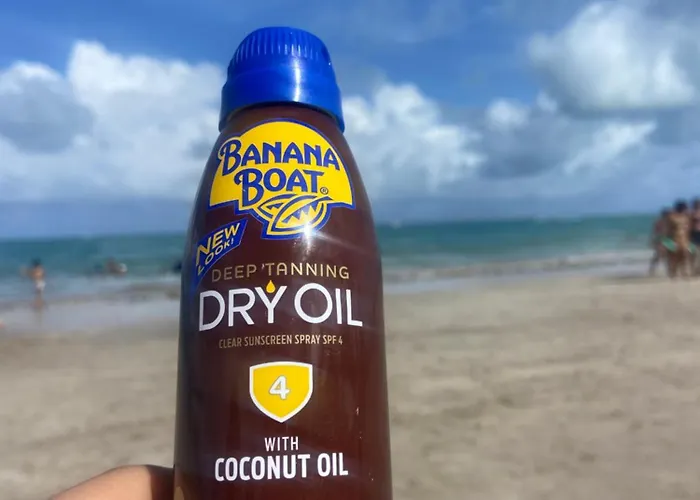 BANANA
BOAT®
NEW
LOOK!
DEEP TANNING
DRY OIL
CLEAR SUNSCREEN SPRAY SPF 4
4
WITH
COCONUT OIL